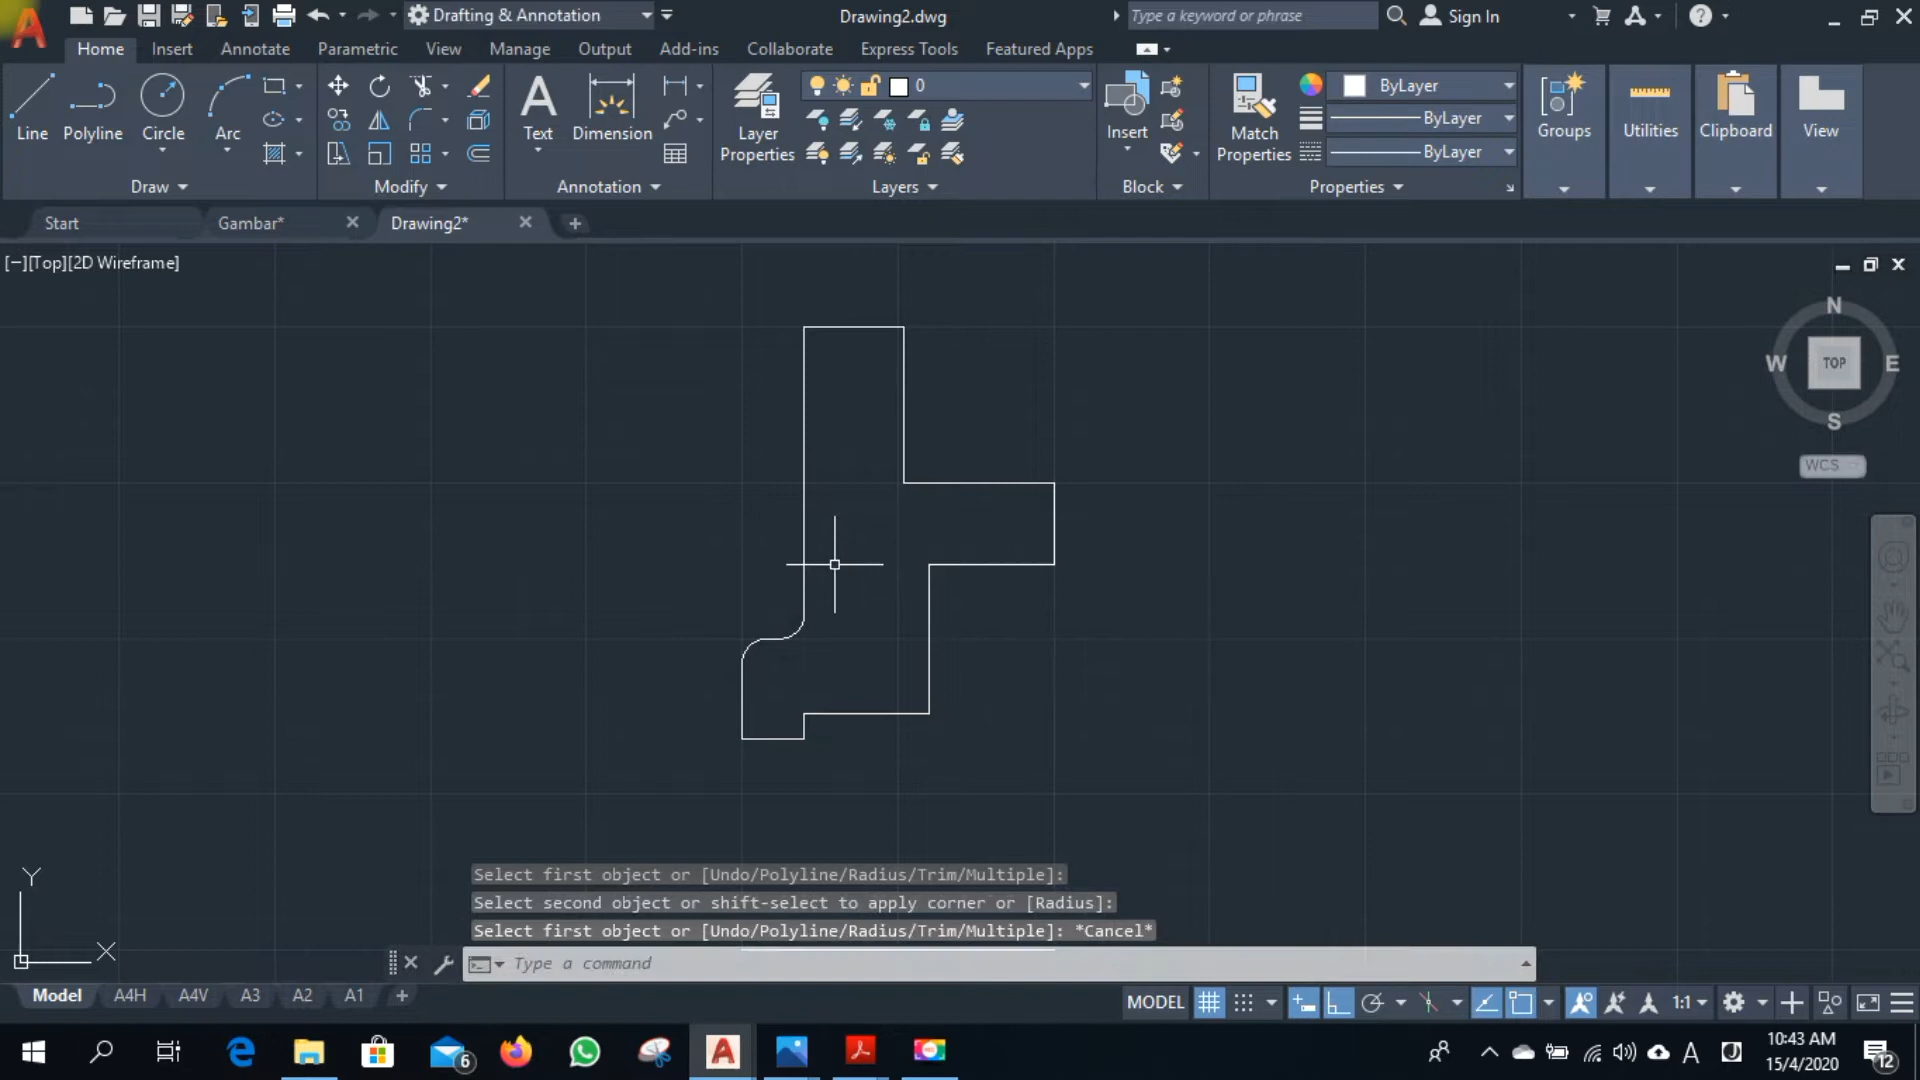 Drafting & Annotation
Drawing2.dwg
Type a keyword or phrase
Sign In
Home Insert Annotate Parametric View Manage Output Add-ins Collaborate Express Tools Featured Apps
Line Polyline Circle Arc
Text Dimension
Layer Properties
0
Insert
Match Properties
ByLayer
ByLayer
ByLayer
Groups Utilities Clipboard View
Draw Modify Annotation Layers Block Properties
Start Gambar* Drawing2*
[−][Top][2D Wireframe]
N
W TOP E
S
WCS
Y
X
Select first object or [Undo/Polyline/Radius/Trim/Multiple]:
Select second object or shift-select to apply corner or [Radius]:
Select first object or [Undo/Polyline/Radius/Trim/Multiple]: *Cancel*
Type a command
Model A4H A4V A3 A2 A1
MODEL 1:1
6
10:43 AM
15/4/2020
12